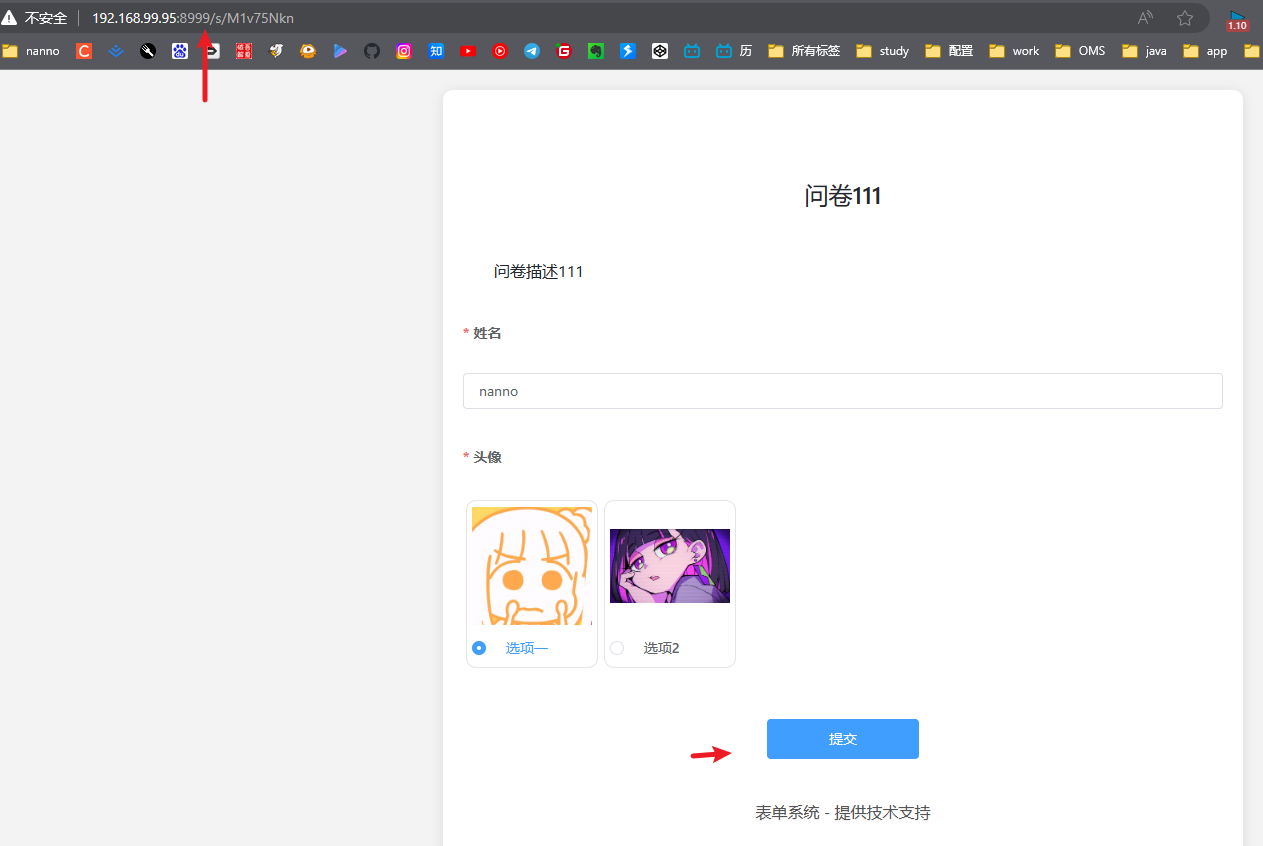 不安全 192.168.99.95:8999/s/M1v75Nkn
1.10
nanno 知 历 所有标签 study 配置 work OMS java app
问卷111
问卷描述111
* 姓名
nanno
* 头像
选项一 选项2
提交
表单系统 - 提供技术支持